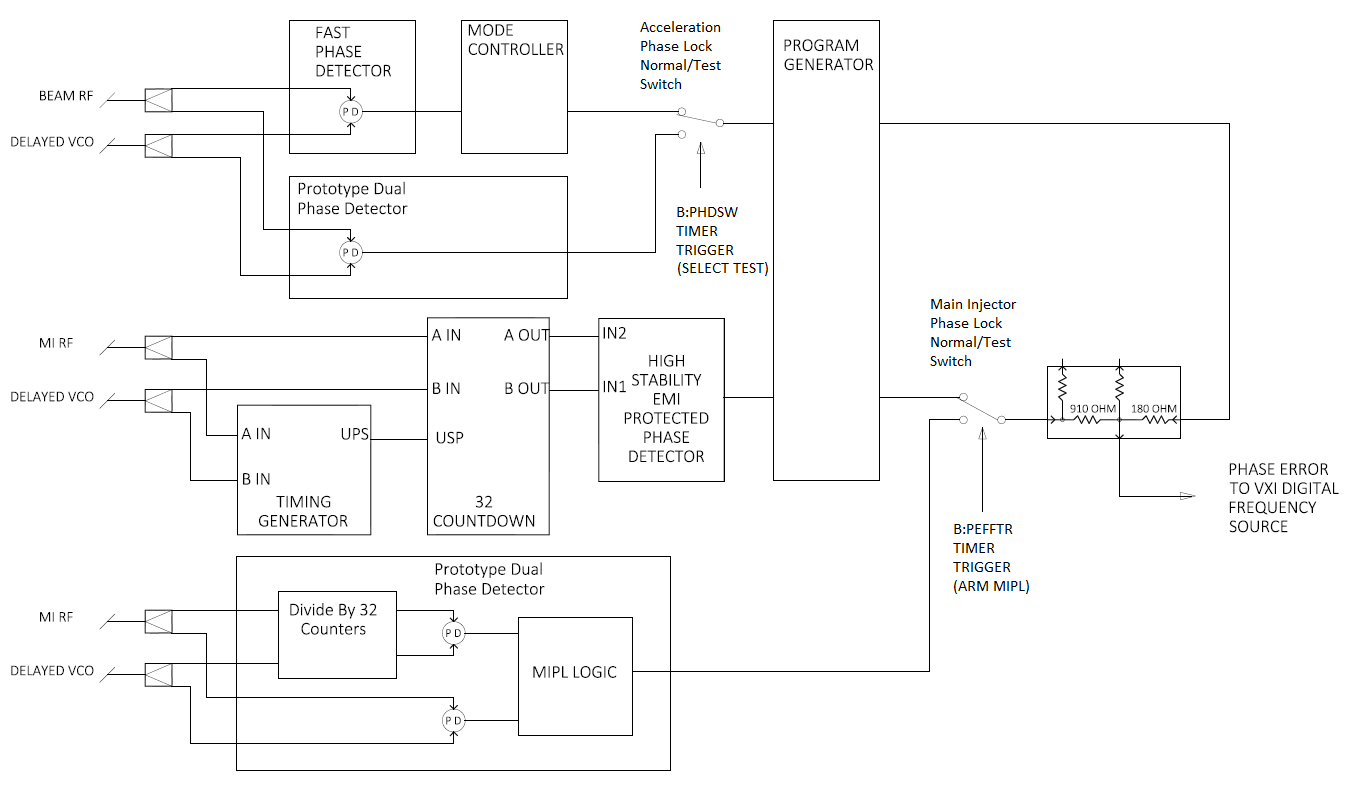 FAST
PHASE
DETECTOR
MODE
CONTROLLER
Acceleration
Phase Lock
Normal/Test
Switch
PROGRAM
GENERATOR
BEAM RF
DELAYED VCO
P D
Prototype Dual
Phase Detector
P D
B:PHDSW
TIMER
TRIGGER
(SELECT TEST)
MI RF
DELAYED VCO
A IN
B IN
UPS
TIMING
GENERATOR
A IN
A OUT
B IN
B OUT
USP
32
COUNTDOWN
IN2
IN1
HIGH
STABILITY
EMI
PROTECTED
PHASE
DETECTOR
Main Injector
Phase Lock
Normal/Test
Switch
910 OHM
180 OHM
PHASE ERROR
TO VXI DIGITAL
FREQUENCY
SOURCE
B:PEFFTR
TIMER
TRIGGER
(ARM MIPL)
Prototype Dual
Phase Detector
MI RF
DELAYED VCO
Divide By 32
Counters
P D
P D
MIPL LOGIC